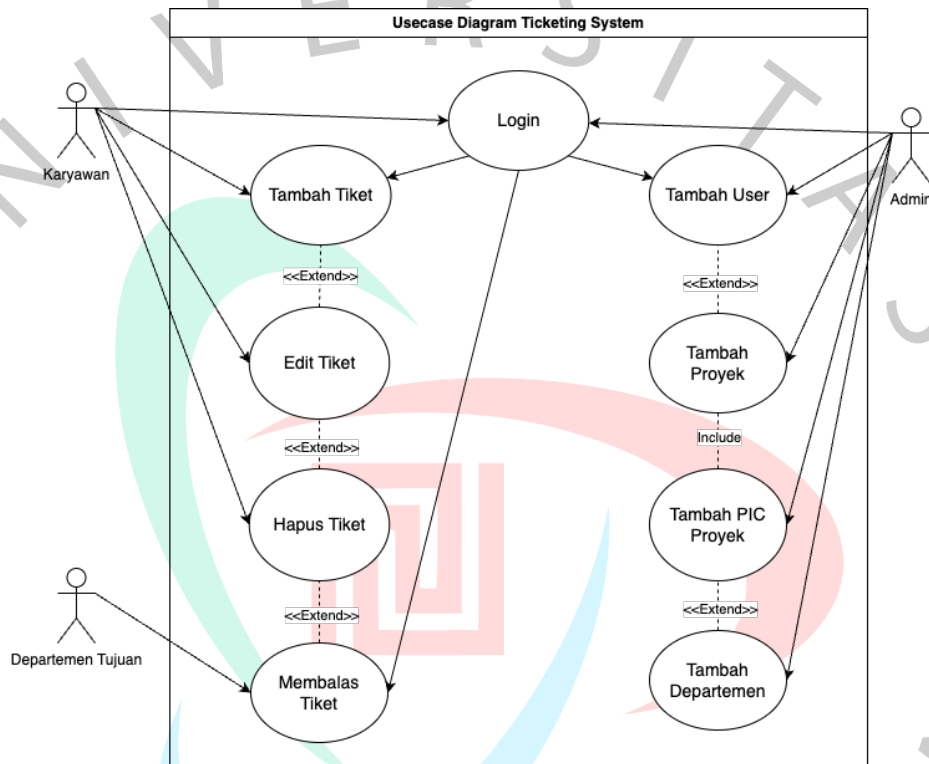 Usecase Diagram Ticketing System
UNIVERSITAS
Login
Karyawan
Admin
Tambah Tiket
Tambah User
<<Extend>>
<<Extend>>
Edit Tiket
Tambah
Proyek
<<Extend>>
Include
Hapus Tiket
Tambah PIC
Proyek
<<Extend>>
<<Extend>>
Departemen Tujuan
Membalas
Tiket
Tambah
Departemen